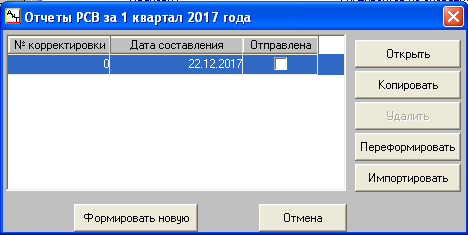 Отчеты РСВ за 1 квартал 2017 года
№ корректировки Дата составления Отправлена
0 22.12.2017
Открыть
Копировать
Удалить
Переформировать
Импортировать
Формировать новую Отмена